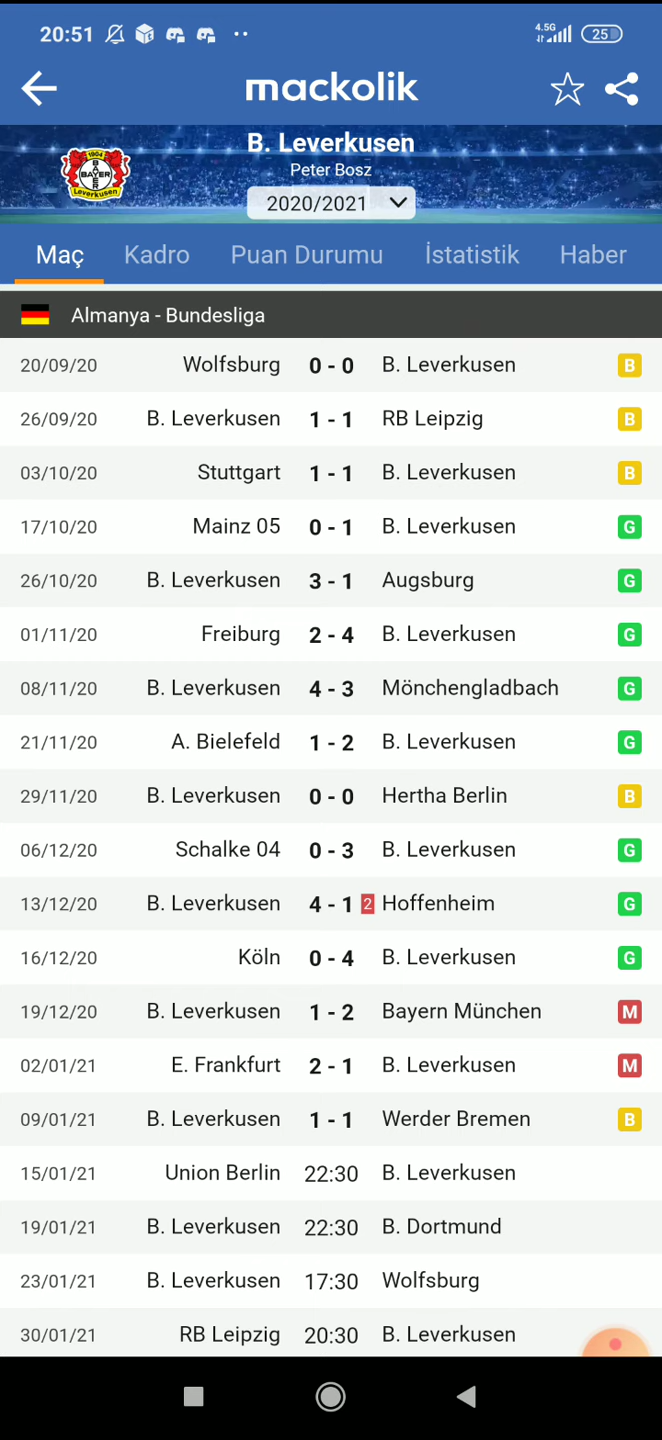 20:51 4.5G 25
mackolik
B. Leverkusen
Peter Bosz
1904 BAYER BAYER Leverkusen
2020/2021
Maç Kadro Puan Durumu İstatistik Haber
Almanya - Bundesliga
20/09/20 Wolfsburg 0 - 0 B. Leverkusen B
26/09/20 B. Leverkusen 1 - 1 RB Leipzig B
03/10/20 Stuttgart 1 - 1 B. Leverkusen B
17/10/20 Mainz 05 0 - 1 B. Leverkusen G
26/10/20 B. Leverkusen 3 - 1 Augsburg G
01/11/20 Freiburg 2 - 4 B. Leverkusen G
08/11/20 B. Leverkusen 4 - 3 Mönchengladbach G
21/11/20 A. Bielefeld 1 - 2 B. Leverkusen G
29/11/20 B. Leverkusen 0 - 0 Hertha Berlin B
06/12/20 Schalke 04 0 - 3 B. Leverkusen G
13/12/20 B. Leverkusen 4 - 1 2 Hoffenheim G
16/12/20 Köln 0 - 4 B. Leverkusen G
19/12/20 B. Leverkusen 1 - 2 Bayern München M
02/01/21 E. Frankfurt 2 - 1 B. Leverkusen M
09/01/21 B. Leverkusen 1 - 1 Werder Bremen B
15/01/21 Union Berlin 22:30 B. Leverkusen
19/01/21 B. Leverkusen 22:30 B. Dortmund
23/01/21 B. Leverkusen 17:30 Wolfsburg
30/01/21 RB Leipzig 20:30 B. Leverkusen